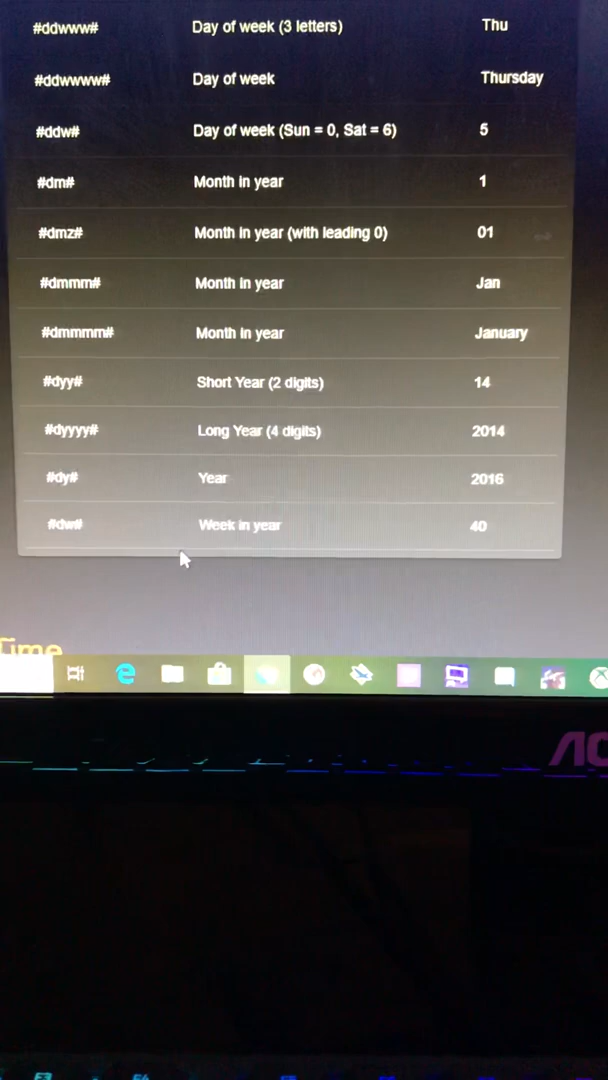 #ddwww# Day of week (3 letters) Thu
#ddwwww# Day of week Thursday
#ddw# Day of week (Sun = 0, Sat = 6) 5
#dm# Month in year 1
#dmz# Month in year (with leading 0) 01
#dmmm# Month in year Jan
#dmmmm# Month in year January
#dyy# Short Year (2 digits) 14
#dyyyy# Long Year (4 digits) 2014
#dy# Year 2016
#dw# Week in year 40
Time